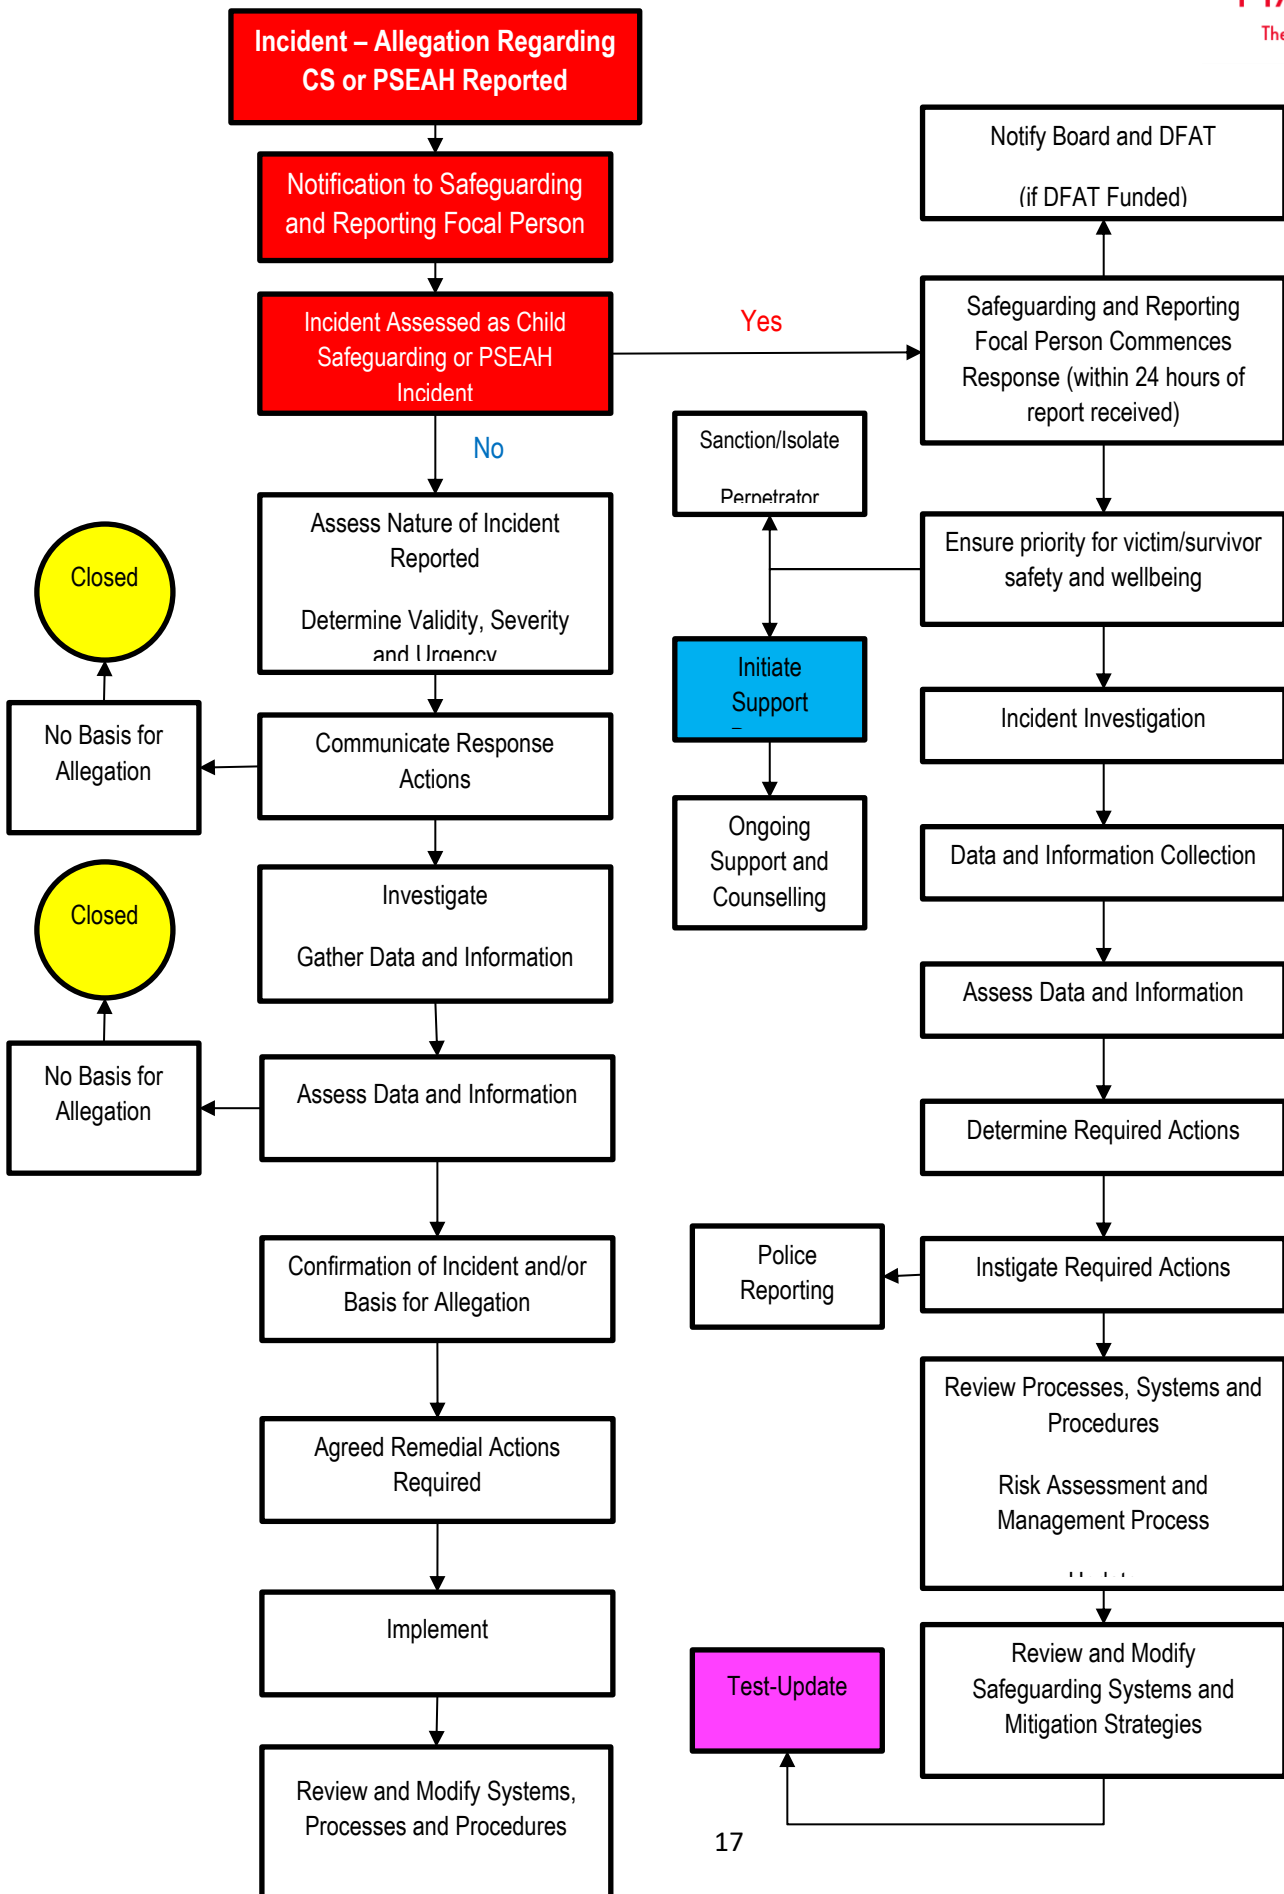 The
Incident – Allegation Regarding
CS or PSEAH Reported
Notification to Safeguarding
and Reporting Focal Person
Incident Assessed as Child
Safeguarding or PSEAH
Incident
Yes
No
Notify Board and DFAT
(if DFAT Funded)
Safeguarding and Reporting
Focal Person Commences
Response (within 24 hours of
report received)
Sanction/Isolate
Perpetrator
Ensure priority for victim/survivor
safety and wellbeing
Initiate
Support
Ongoing
Support and
Counselling
Assess Nature of Incident
Reported
Determine Validity, Severity
and Urgency
Closed
No Basis for
Allegation
Communicate Response
Actions
Investigate
Gather Data and Information
Closed
No Basis for
Allegation
Assess Data and Information
Confirmation of Incident and/or
Basis for Allegation
Agreed Remedial Actions
Required
Implement
Review and Modify Systems,
Processes and Procedures
Incident Investigation
Data and Information Collection
Assess Data and Information
Determine Required Actions
Instigate Required Actions
Police
Reporting
Review Processes, Systems and
Procedures
Risk Assessment and
Management Process
Review and Modify
Safeguarding Systems and
Mitigation Strategies
Test-Update
17